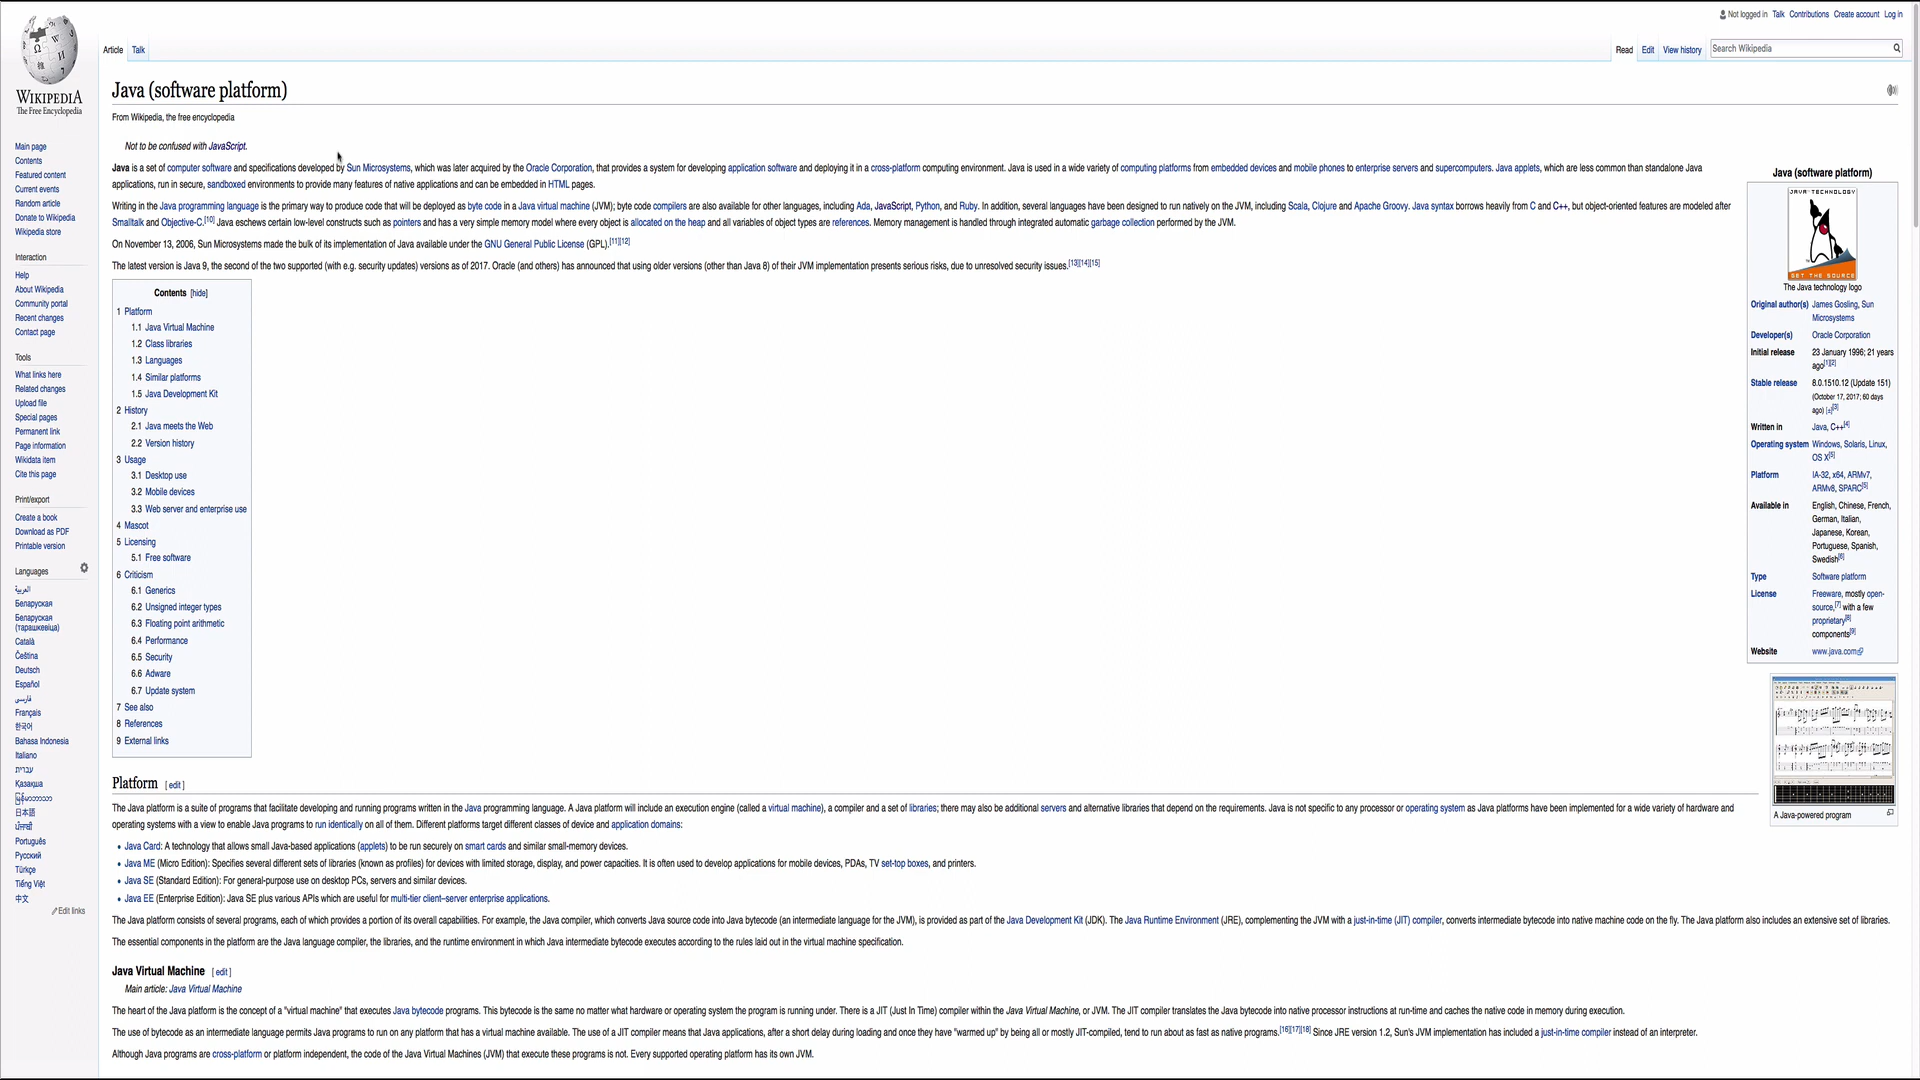 Not logged in Talk Contributions Create account Log in
Article Talk
Read Edit View history Search Wikipedia
WIKIPEDIA
The Free Encyclopedia
Main page
Contents
Featured content
Current events
Random article
Donate to Wikipedia
Wikipedia store
Interaction
Help
About Wikipedia
Community portal
Recent changes
Contact page
Tools
What links here
Related changes
Upload file
Special pages
Permanent link
Page information
Wikidata item
Cite this page
Print/export
Create a book
Download as PDF
Printable version
Languages
العربية
Беларуская
Беларуская
(тарашкевіца)
Català
Čeština
Deutsch
Español
فارسی
Français
한국어
Bahasa Indonesia
Italiano
עברית
Қазақша
မြန်မာဘာသာ
日本語
ਪੰਜਾਬੀ
Português
Русский
Türkçe
Tiếng Việt
中文
Edit links
Java (software platform)
From Wikipedia, the free encyclopedia
Not to be confused with JavaScript.
Java is a set of computer software and specifications developed by Sun Microsystems, which was later acquired by the Oracle Corporation, that provides a system for developing application software and deploying it in a cross-platform computing environment. Java is used in a wide variety of computing platforms from embedded devices and mobile phones to enterprise servers and supercomputers. Java applets, which are less common than standalone Java
applications, run in secure, sandboxed environments to provide many features of native applications and can be embedded in HTML pages.
Writing in the Java programming language is the primary way to produce code that will be deployed as byte code in a Java virtual machine (JVM); byte code compilers are also available for other languages, including Ada, JavaScript, Python, and Ruby. In addition, several languages have been designed to run natively on the JVM, including Scala, Clojure and Apache Groovy. Java syntax borrows heavily from C and C++, but object-oriented features are modeled after
Smalltalk and Objective-C.[10] Java eschews certain low-level constructs such as pointers and has a very simple memory model where every object is allocated on the heap and all variables of object types are references. Memory management is handled through integrated automatic garbage collection performed by the JVM.
On November 13, 2006, Sun Microsystems made the bulk of its implementation of Java available under the GNU General Public License (GPL).[11][12]
The latest version is Java 9, the second of the two supported (with e.g. security updates) versions as of 2017. Oracle (and others) has announced that using older versions (other than Java 8) of their JVM implementation presents serious risks, due to unresolved security issues.[13][14][15]
Contents [hide]
1 Platform
1.1 Java Virtual Machine
1.2 Class libraries
1.3 Languages
1.4 Similar platforms
1.5 Java Development Kit
2 History
2.1 Java meets the Web
2.2 Version history
3 Usage
3.1 Desktop use
3.2 Mobile devices
3.3 Web server and enterprise use
4 Mascot
5 Licensing
5.1 Free software
6 Criticism
6.1 Generics
6.2 Unsigned integer types
6.3 Floating point arithmetic
6.4 Performance
6.5 Security
6.6 Adware
6.7 Update system
7 See also
8 References
9 External links
Java (software platform)
JAVA TECHNOLOGY
GET THE SOURCE
The Java technology logo
Original author(s) James Gosling, Sun
Microsystems
Developer(s) Oracle Corporation
Initial release 23 January 1996; 21 years
ago[1][2]
Stable release 8.0.1510.12 (Update 151)
(October 17, 2017; 60 days
ago) [±][3]
Written in Java, C++[4]
Operating system Windows, Solaris, Linux,
OS X[5]
Platform IA-32, x64, ARMv7,
ARMv8, SPARC[5]
Available in English, Chinese, French,
German, Italian,
Japanese, Korean,
Portuguese, Spanish,
Swedish[6]
Type Software platform
License Freeware, mostly open-
source,[7] with a few
proprietary[8]
components[9]
Website www.java.com
A Java-powered program
Platform [ edit ]
The Java platform is a suite of programs that facilitate developing and running programs written in the Java programming language. A Java platform will include an execution engine (called a virtual machine), a compiler and a set of libraries; there may also be additional servers and alternative libraries that depend on the requirements. Java is not specific to any processor or operating system as Java platforms have been implemented for a wide variety of hardware and
operating systems with a view to enable Java programs to run identically on all of them. Different platforms target different classes of device and application domains:
• Java Card: A technology that allows small Java-based applications (applets) to be run securely on smart cards and similar small-memory devices.
• Java ME (Micro Edition): Specifies several different sets of libraries (known as profiles) for devices with limited storage, display, and power capacities. It is often used to develop applications for mobile devices, PDAs, TV set-top boxes, and printers.
• Java SE (Standard Edition): For general-purpose use on desktop PCs, servers and similar devices.
• Java EE (Enterprise Edition): Java SE plus various APIs which are useful for multi-tier client–server enterprise applications.
The Java platform consists of several programs, each of which provides a portion of its overall capabilities. For example, the Java compiler, which converts Java source code into Java bytecode (an intermediate language for the JVM), is provided as part of the Java Development Kit (JDK). The Java Runtime Environment (JRE), complementing the JVM with a just-in-time (JIT) compiler, converts intermediate bytecode into native machine code on the fly. The Java platform also includes an extensive set of libraries.
The essential components in the platform are the Java language compiler, the libraries, and the runtime environment in which Java intermediate bytecode executes according to the rules laid out in the virtual machine specification.
Java Virtual Machine [ edit ]
Main article: Java Virtual Machine
The heart of the Java platform is the concept of a "virtual machine" that executes Java bytecode programs. This bytecode is the same no matter what hardware or operating system the program is running under. There is a JIT (Just In Time) compiler within the Java Virtual Machine, or JVM. The JIT compiler translates the Java bytecode into native processor instructions at run-time and caches the native code in memory during execution.
The use of bytecode as an intermediate language permits Java programs to run on any platform that has a virtual machine available. The use of a JIT compiler means that Java applications, after a short delay during loading and once they have "warmed up" by being all or mostly JIT-compiled, tend to run about as fast as native programs.[16][17][18] Since JRE version 1.2, Sun's JVM implementation has included a just-in-time compiler instead of an interpreter.
Although Java programs are cross-platform or platform independent, the code of the Java Virtual Machines (JVM) that execute these programs is not. Every supported operating platform has its own JVM.